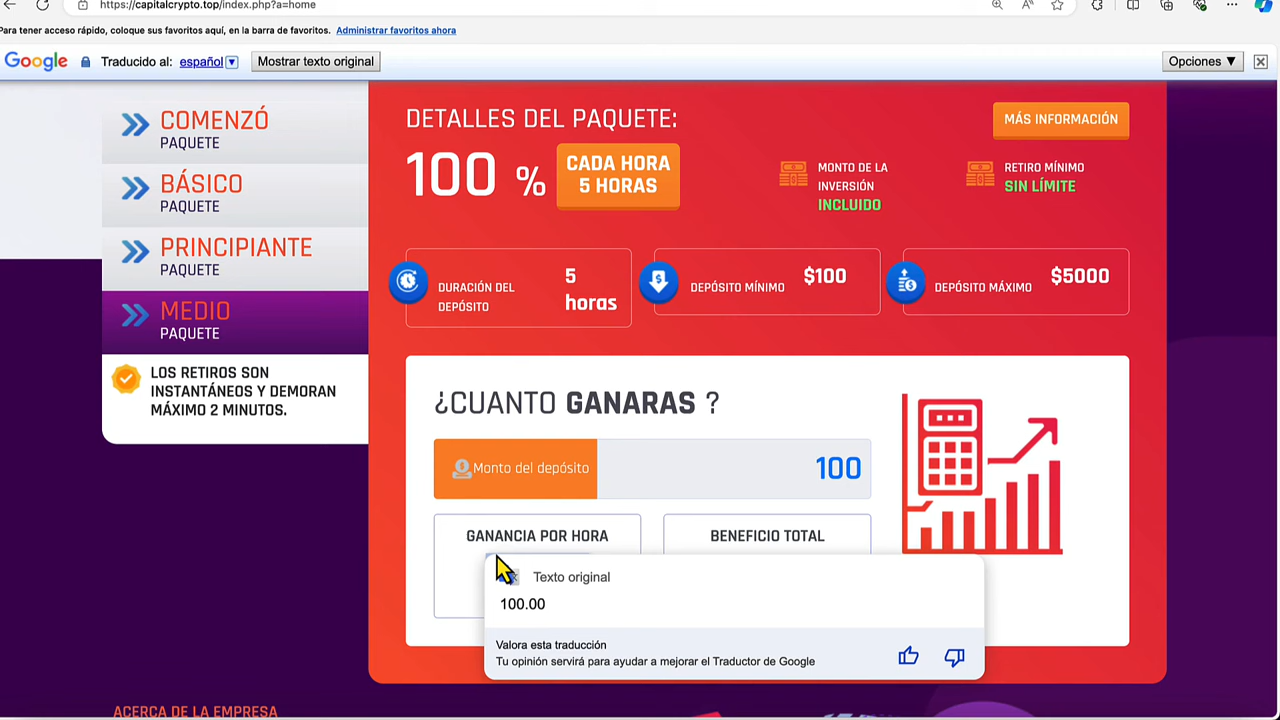 https://capitalcrypto.top/index.php?a=home
Para tener acceso rápido, coloque sus favoritos aquí, en la barra de favoritos. Administrar favoritos ahora
Google Traducido al: español Mostrar texto original Opciones ▼
COMENZÓ
PAQUETE
BÁSICO
PAQUETE
PRINCIPIANTE
PAQUETE
MEDIO
PAQUETE
LOS RETIROS SON
INSTANTÁNEOS Y DEMORAN
MÁXIMO 2 MINUTOS.
DETALLES DEL PAQUETE:
MÁS INFORMACIÓN
100 %
CADA HORA
5 HORAS
MONTO DE LA
INVERSIÓN
INCLUIDO
RETIRO MÍNIMO
SIN LÍMITE
DURACIÓN DEL
DEPÓSITO
5
horas
DEPÓSITO MÍNIMO
$100
DEPÓSITO MÁXIMO
$5000
¿CUANTO GANARAS ?
Monto del depósito
100
GANANCIA POR HORA
BENEFICIO TOTAL
Texto original
100.00
Valora esta traducción
Tu opinión servirá para ayudar a mejorar el Traductor de Google
ACERCA DE LA EMPRESA